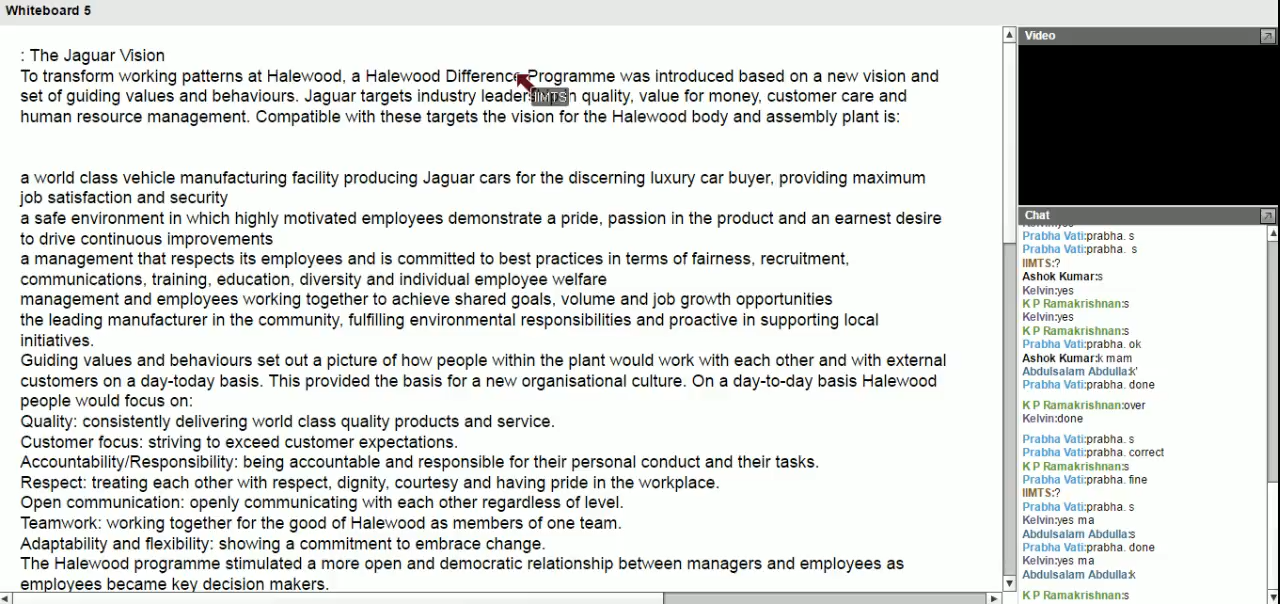 Whiteboard 5
: The Jaguar Vision
To transform working patterns at Halewood, a Halewood Difference Programme was introduced based on a new vision and
set of guiding values and behaviours. Jaguar targets industry leaders n quality, value for money, customer care and
IIMTS
human resource management. Compatible with these targets the vision for the Halewood body and assembly plant is:
a world class vehicle manufacturing facility producing Jaguar cars for the discerning luxury car buyer, providing maximum
job satisfaction and security
a safe environment in which highly motivated employees demonstrate a pride, passion in the product and an earnest desire
to drive continuous improvements
a management that respects its employees and is committed to best practices in terms of fairness, recruitment,
communications, training, education, diversity and individual employee welfare
management and employees working together to achieve shared goals, volume and job growth opportunities
the leading manufacturer in the community, fulfilling environmental responsibilities and proactive in supporting local
initiatives.
Guiding values and behaviours set out a picture of how people within the plant would work with each other and with external
customers on a day-today basis. This provided the basis for a new organisational culture. On a day-to-day basis Halewood
people would focus on:
Quality: consistently delivering world class quality products and service.
Customer focus: striving to exceed customer expectations.
Accountability/Responsibility: being accountable and responsible for their personal conduct and their tasks.
Respect: treating each other with respect, dignity, courtesy and having pride in the workplace.
Open communication: openly communicating with each other regardless of level.
Teamwork: working together for the good of Halewood as members of one team.
Adaptability and flexibility: showing a commitment to embrace change.
The Halewood programme stimulated a more open and democratic relationship between managers and employees as
employees became key decision makers.
Video
Chat
Prabha Vati:prabha. s
Prabha Vati:prabha. s
IIMTS:?
Ashok Kumar:s
Kelvin:yes
K P Ramakrishnan:s
Kelvin:yes
K P Ramakrishnan:s
Prabha Vati:prabha. ok
Ashok Kumar:k mam
Abdulsalam Abdulla:k'
Prabha Vati:prabha. done
K P Ramakrishnan:over
Kelvin:done
Prabha Vati:prabha. s
Prabha Vati:prabha. correct
K P Ramakrishnan:s
Prabha Vati:prabha. fine
IIMTS:?
Prabha Vati:prabha. s
Kelvin:yes ma
Abdulsalam Abdulla:s
Prabha Vati:prabha. done
Kelvin:yes ma
Abdulsalam Abdulla:k
K P Ramakrishnan:s